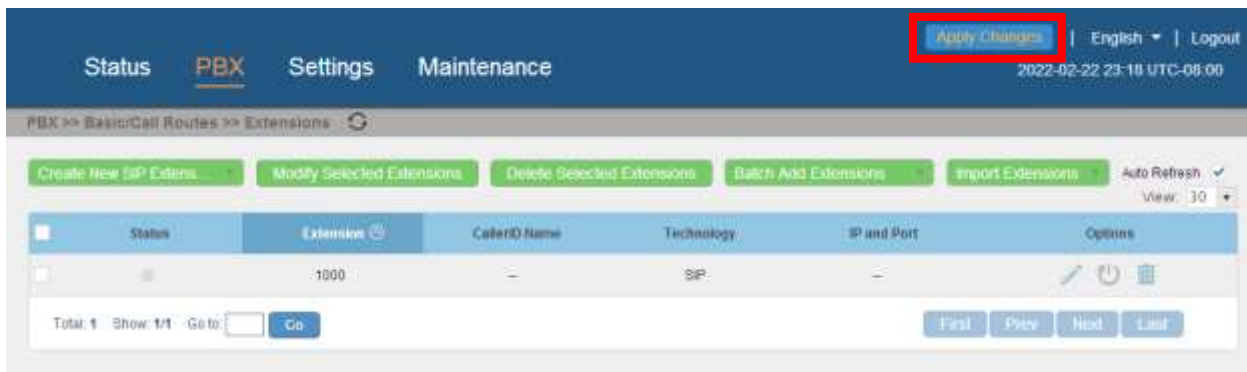 Apply Changes | English | Logout
Status PBX Settings Maintenance
2022-02-22 23:18 UTC-08:00
PBX >> Basic/Call Routes >> Extensions
Create New SIP Extens... Modify Selected Extensions Delete Selected Extensions Batch Add Extensions Import Extensions Auto Refresh
View: 30
Status Extension CallerID Name Technology IP and Port Options
1000 -- SIP --
Total: 1 Show: 1/1 Go to: Go First Prev Next Last